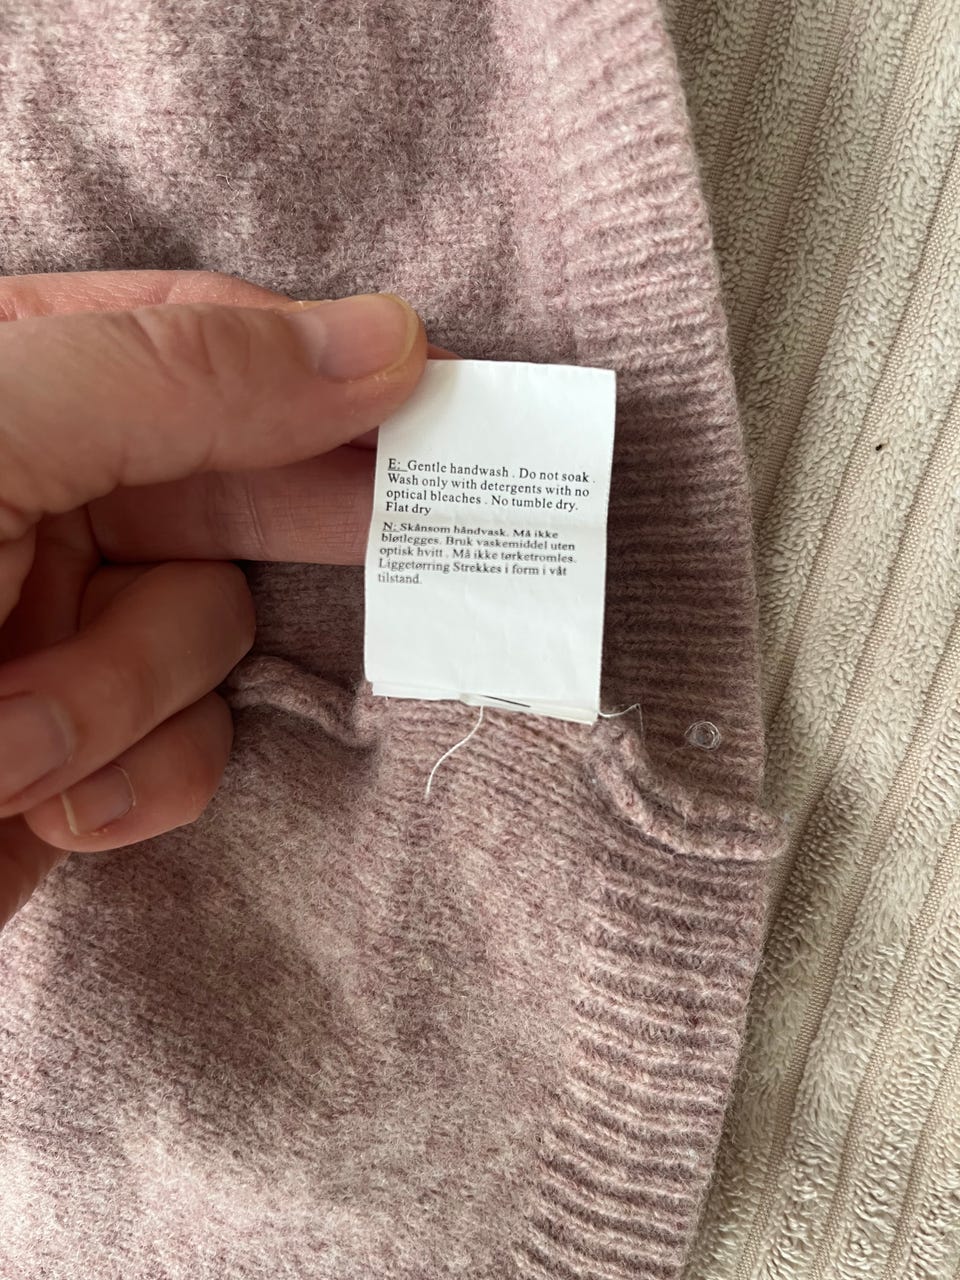 E: Gentle handwash . Do not soak .
Wash only with detergents with no
optical bleaches . No tumble dry.
Flat dry
N: Skånsom håndvask. Må ikke
bløtlegges. Bruk vaskemiddel uten
optisk hvitt . Må ikke tørketromles.
Liggetørring Strekkes i form i våt
tilstand.